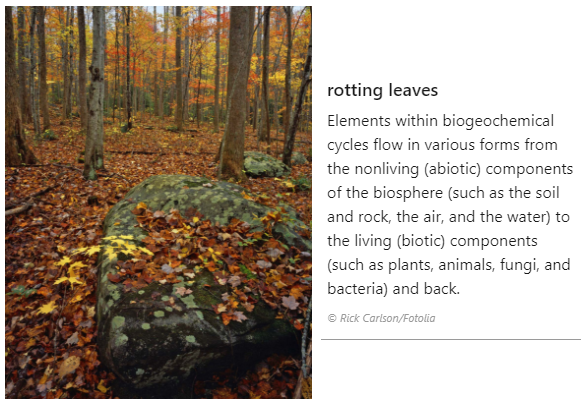 rotting leaves
Elements within biogeochemical
cycles flow in various forms from
the nonliving (abiotic) components
of the biosphere (such as the soil
and rock, the air, and the water) to
the living (biotic) components
(such as plants, animals, fungi, and
bacteria) and back.
© Rick Carlson/Fotolia